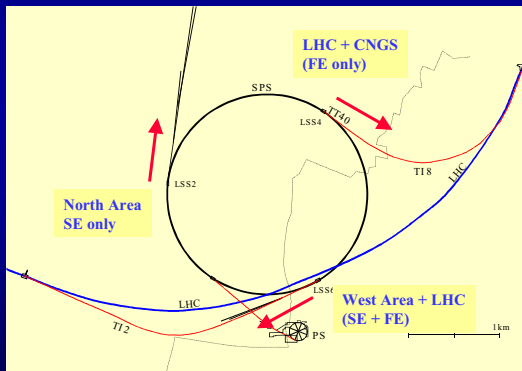 LHC + CNGS
(FE only)
SPS
LSS4
TT40
TI 8
LHC
LSS2
North Area
SE only
LHC
LSS6
TI 2
West Area + LHC
(SE + FE)
PS
1km